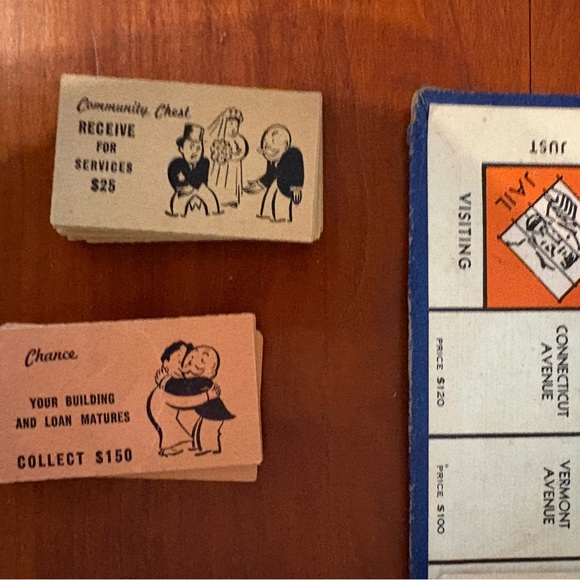 Community Chest
RECEIVE
FOR
SERVICES
$25
Chance
YOUR BUILDING
AND LOAN MATURES
COLLECT $150
JUST
VISITING
JAIL
CONNECTICUT
AVENUE
PRICE $120
VERMONT
AVENUE
PRICE $100